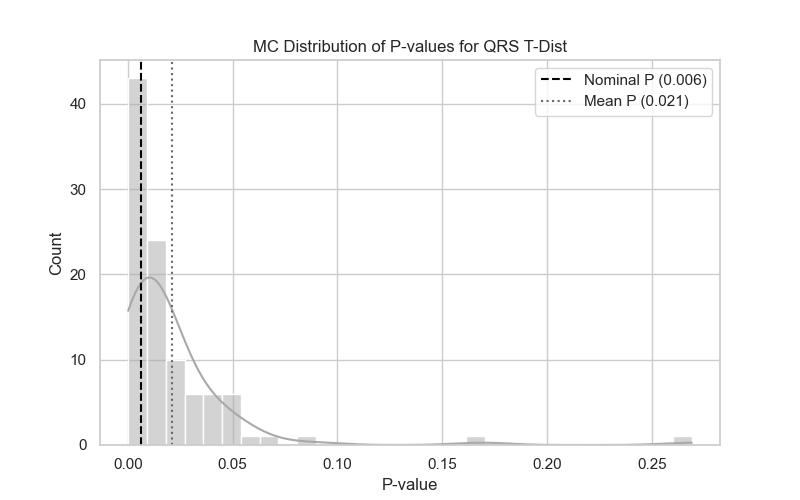 MC Distribution of P-values for QRS T-Dist
Nominal P (0.006)
Mean P (0.021)
Count
40
30
20
10
0
0.00 0.05 0.10 0.15 0.20 0.25
P-value